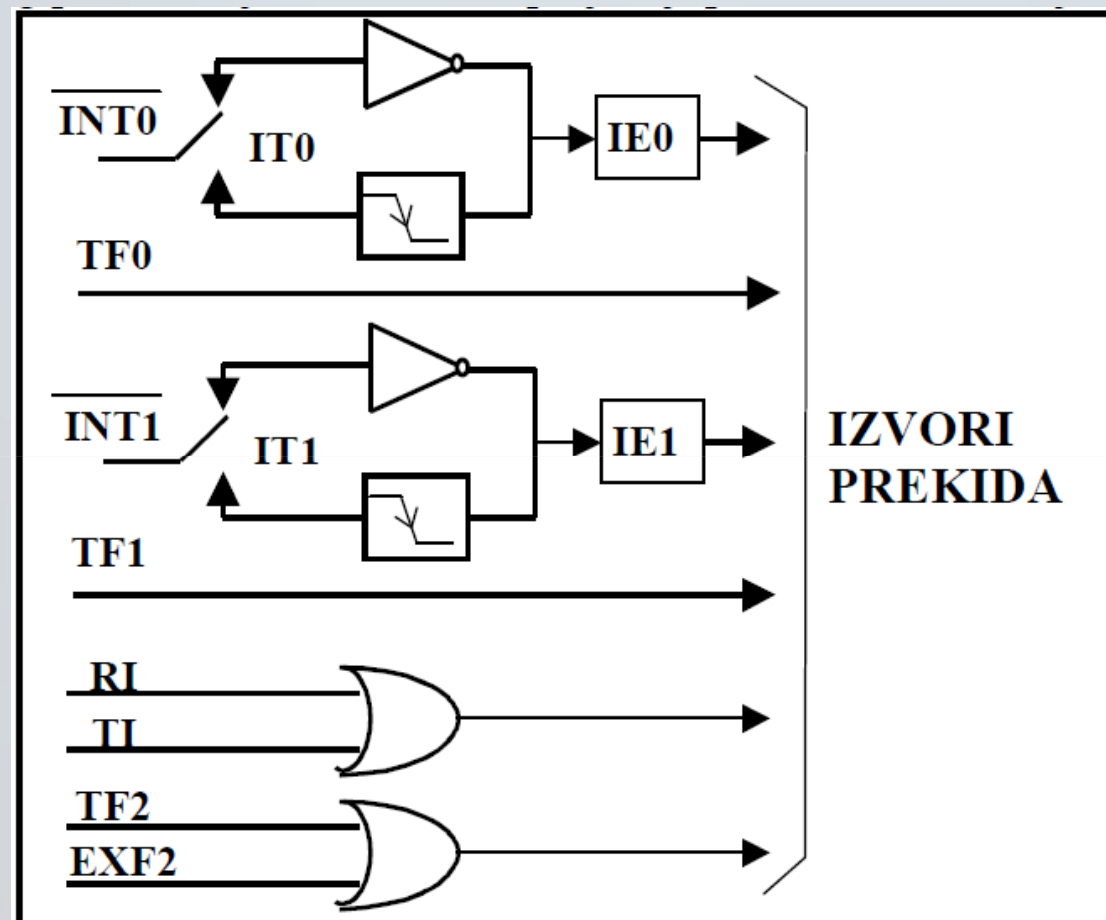 INT0
IT0
IE0
TF0
INT1
IT1
IE1
TF1
IZVORI
PREKIDA
RI
TI
TF2
EXF2